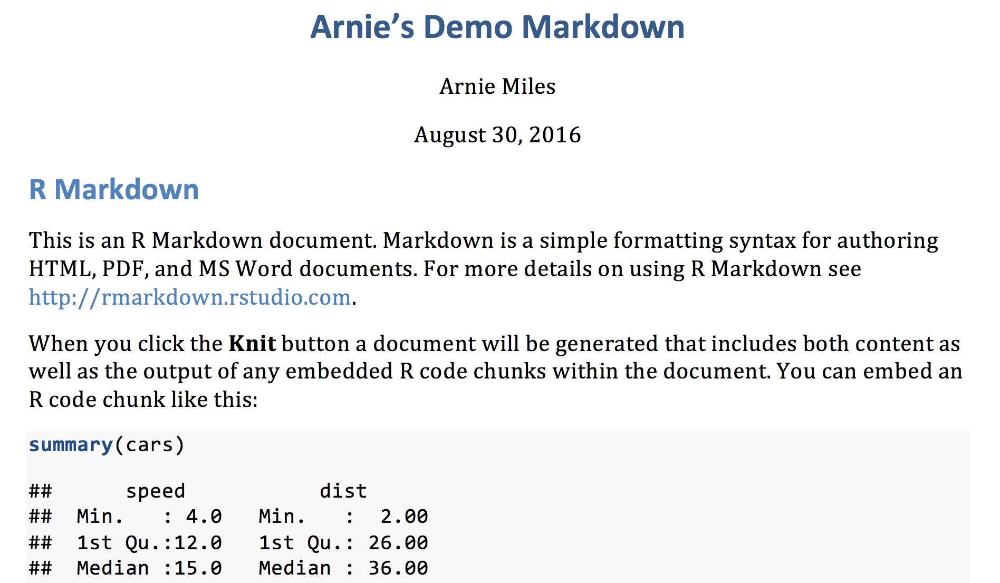 Arnie’s Demo Markdown
Arnie Miles
August 30, 2016
R Markdown
This is an R Markdown document. Markdown is a simple formatting syntax for authoring
HTML, PDF, and MS Word documents. For more details on using R Markdown see
http://rmarkdown.rstudio.com.
When you click the Knit button a document will be generated that includes both content as
well as the output of any embedded R code chunks within the document. You can embed an
R code chunk like this:
summary(cars)
##      speed           dist
##  Min.   : 4.0   Min.   :  2.00
##  1st Qu.:12.0   1st Qu.: 26.00
##  Median :15.0   Median : 36.00